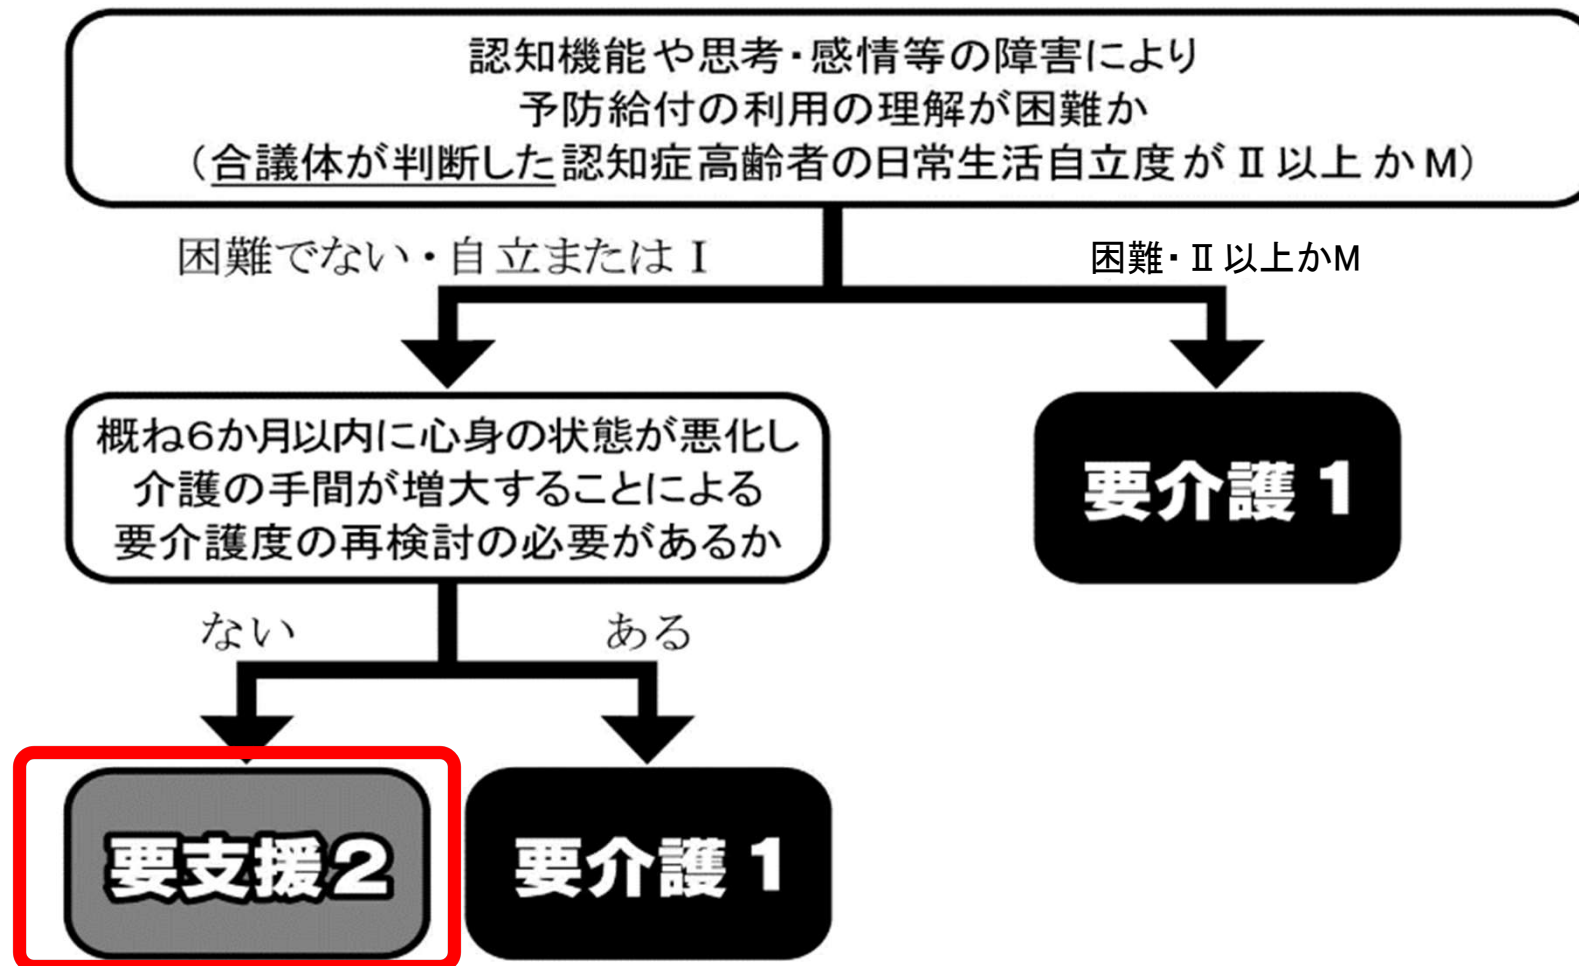 認知機能や思考・感情等の障害により
予防給付の利用の理解が困難か
（合議体が判断した認知症高齢者の日常生活自立度がⅡ以上かM）
困難でない・自立またはⅠ
困難・Ⅱ以上かM
概ね6か月以内に心身の状態が悪化し
介護の手間が増大することによる
要介護度の再検討の必要があるか
要介護1
ない
ある
要支援2
要介護1